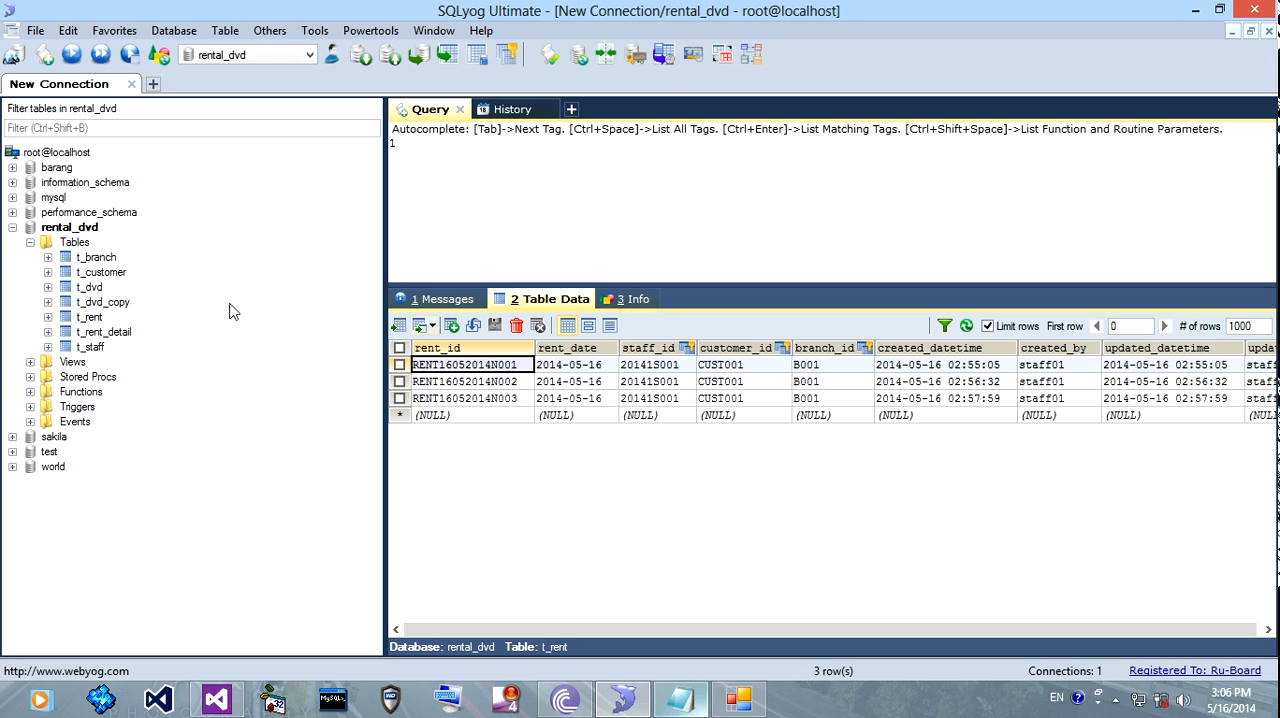 SQLyog Ultimate - [New Connection/rental_dvd - root@localhost]
File Edit Favorites Database Table Others Tools Powertools Window Help
rental_dvd
New Connection
Filter tables in rental_dvd
Filter (Ctrl+Shift+B)
root@localhost
barang
information_schema
mysql
performance_schema
rental_dvd
Tables
t_branch
t_customer
t_dvd
t_dvd_copy
t_rent
t_rent_detail
t_staff
Views
Stored Procs
Functions
Triggers
Events
sakila
test
world
Query History
Autocomplete: [Tab]->Next Tag. [Ctrl+Space]->List All Tags. [Ctrl+Enter]->List Matching Tags. [Ctrl+Shift+Space]->List Function and Routine Parameters.
1
1 Messages 2 Table Data 3 Info
Limit rows First row 0 # of rows 1000
rent_id rent_date staff_id customer_id branch_id created_datetime created_by updated_datetime upda
RENT16052014N001 2014-05-16 20141S001 CUST001 B001 2014-05-16 02:55:05 staff01 2014-05-16 02:55:05 staf
RENT16052014N002 2014-05-16 20141S001 CUST001 B001 2014-05-16 02:56:32 staff01 2014-05-16 02:56:32 staf
RENT16052014N003 2014-05-16 20141S001 CUST001 B001 2014-05-16 02:57:59 staff01 2014-05-16 02:57:59 staf
* (NULL) (NULL) (NULL) (NULL) (NULL) (NULL) (NULL) (NULL) (NUL
Database: rental_dvd Table: t_rent
http://www.webyog.com 3 row(s) Connections: 1 Registered To: Ru-Board
EN 3:06 PM
5/16/2014